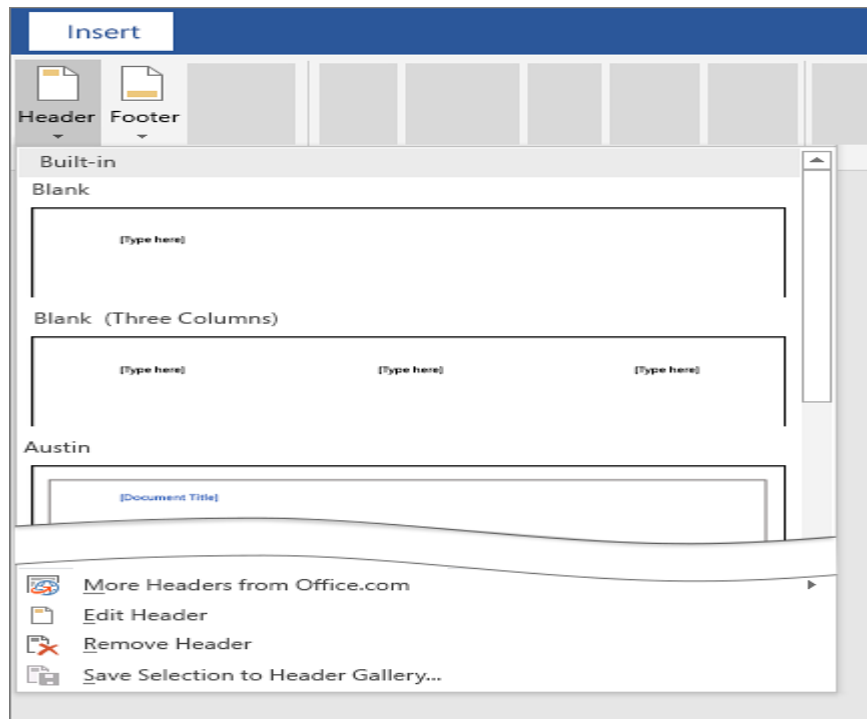 Insert
Header Footer
Built-in
Blank
[Type here]
Blank (Three Columns)
[Type here] [Type here] [Type here]
Austin
[Document Title]
More Headers from Office.com
Edit Header
Remove Header
Save Selection to Header Gallery...